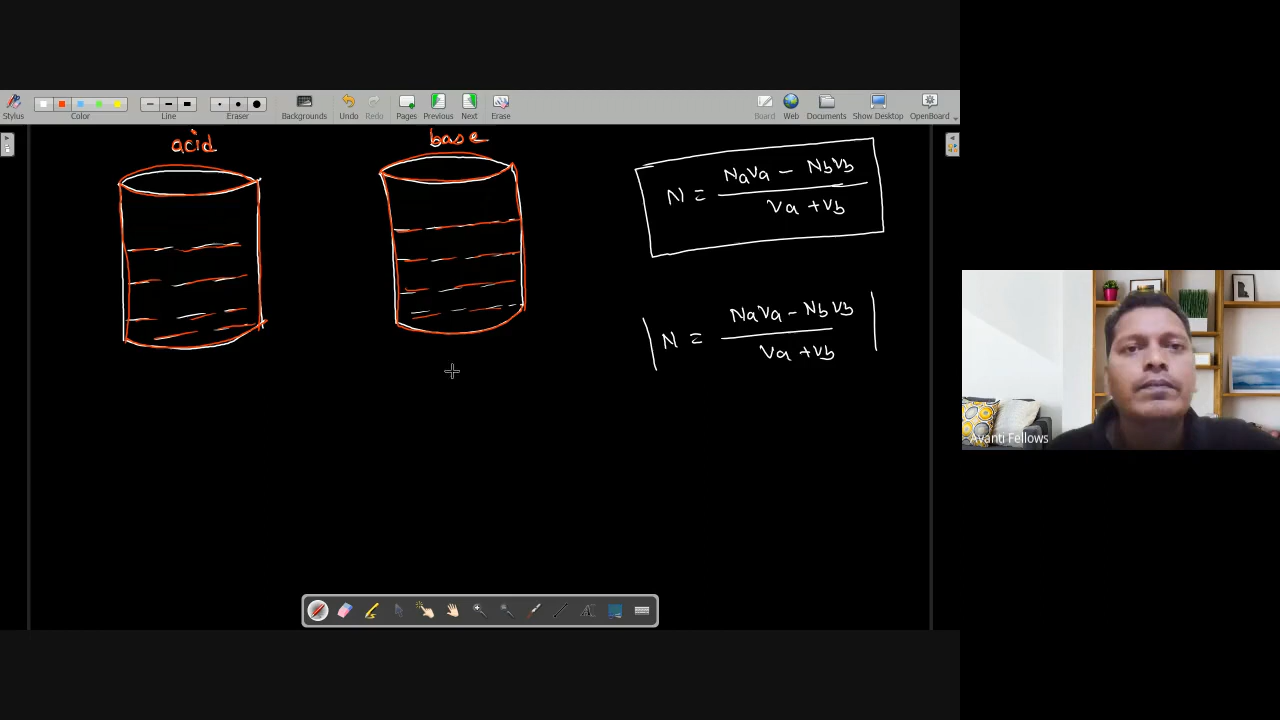 Stylus
Color
Line
Eraser
Backgrounds
Undo
Redo
Pages
Previous
Next
Erase
Board
Web
Documents
Show Desktop
OpenBoard
acid
base
N = NaVa - NbVb
Va + Vb
N = NaVa - NbVb
Va + Vb
Avanti Fellows